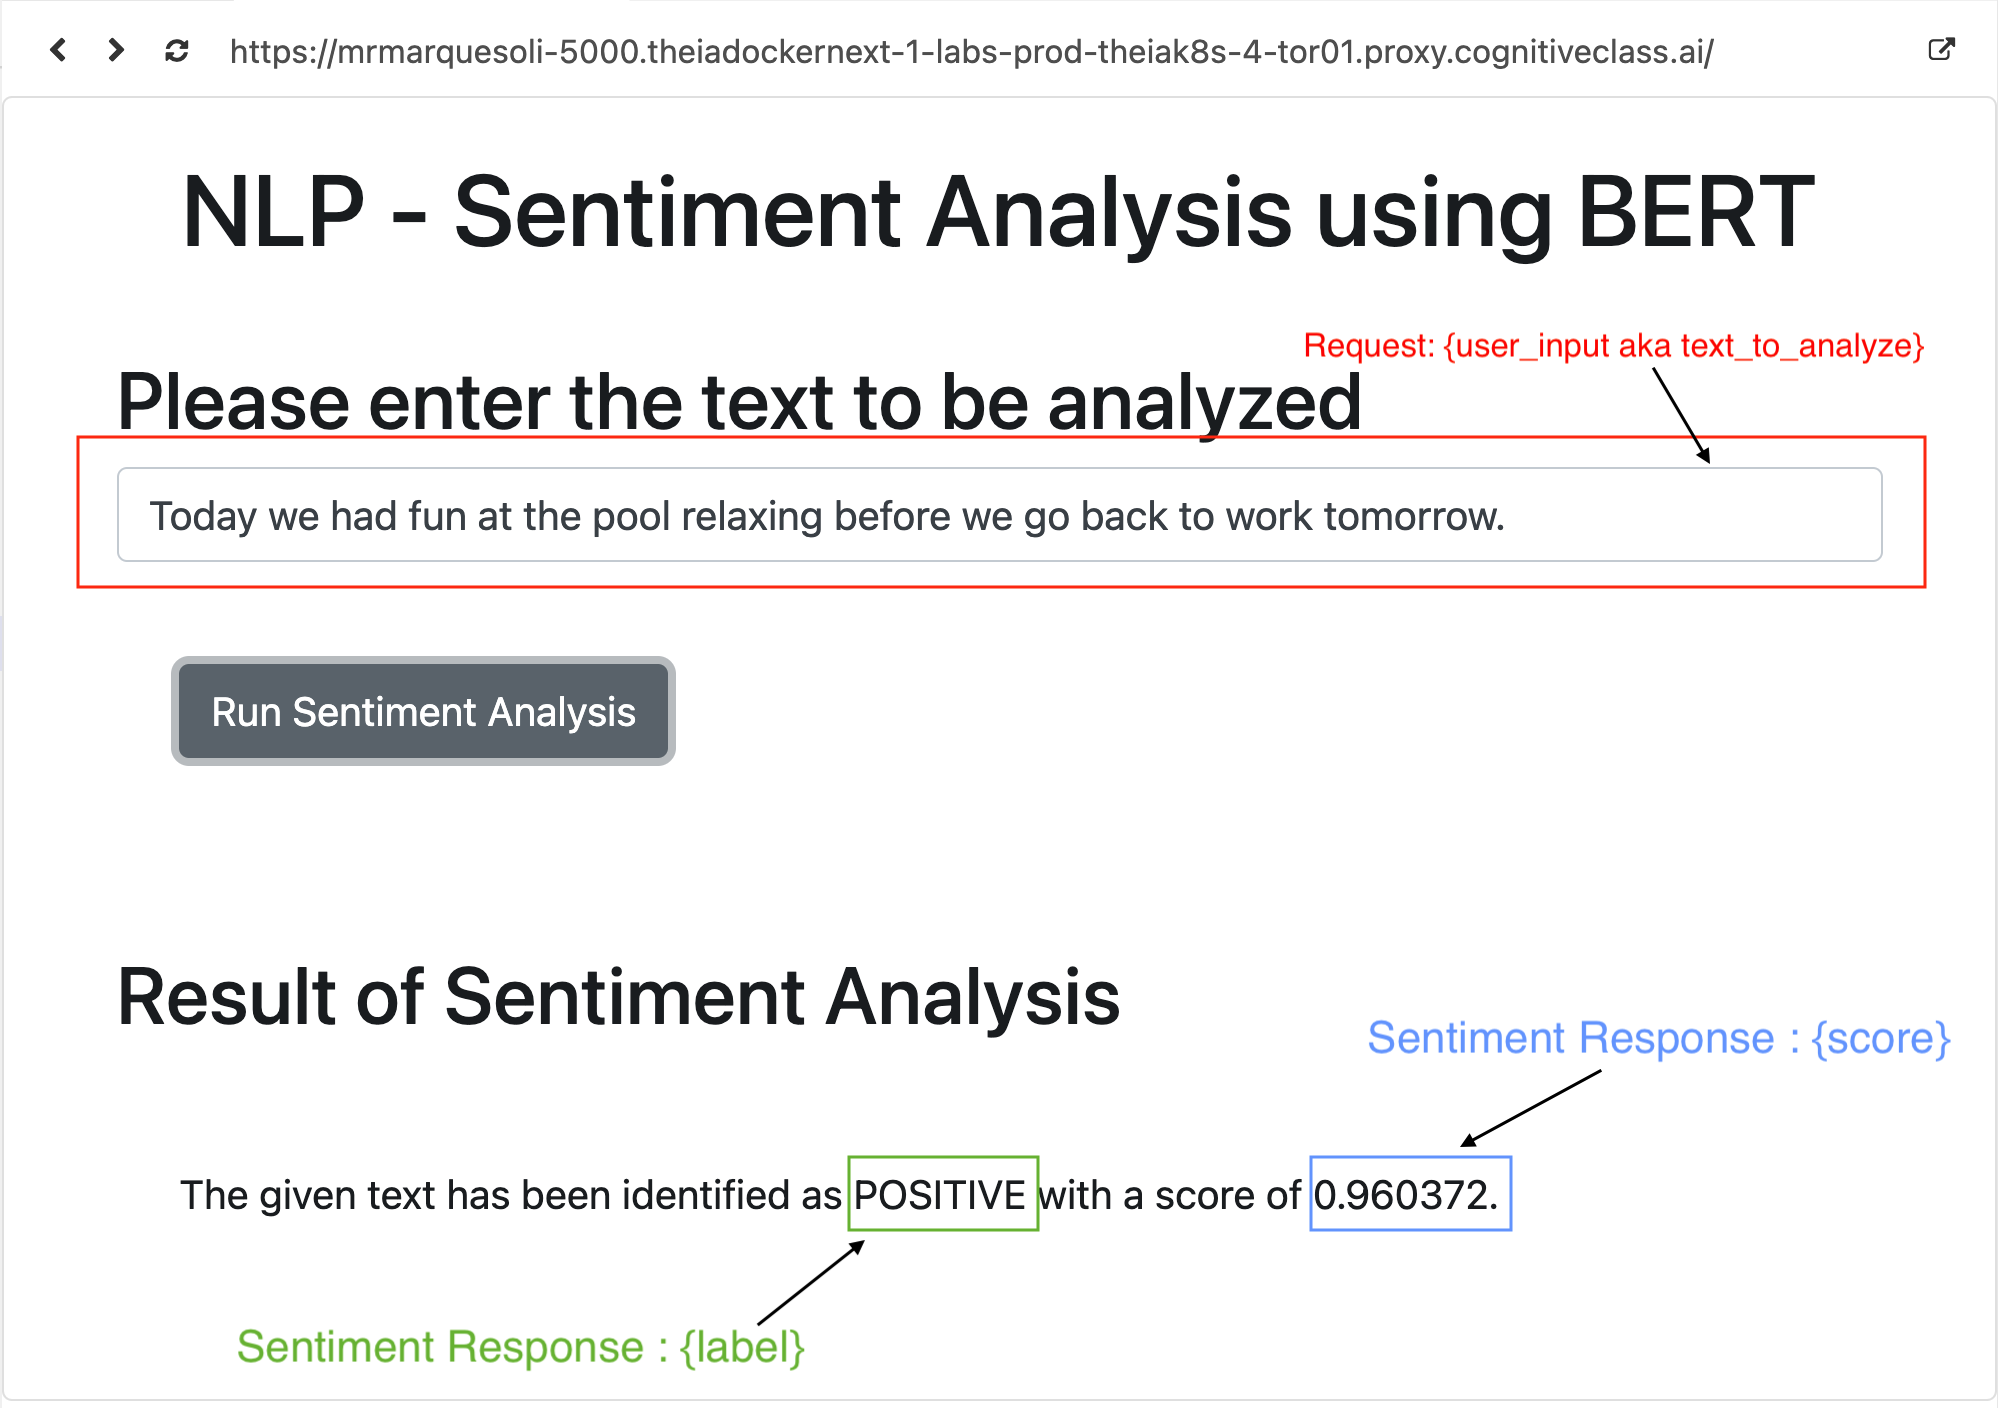 https://mrmarquesoli-5000.theiadockernext-1-labs-prod-theiak8s-4-tor01.proxy.cognitiveclass.ai/
NLP - Sentiment Analysis using BERT
Request: {user_input aka text_to_analyze}
Please enter the text to be analyzed
Today we had fun at the pool relaxing before we go back to work tomorrow.
Run Sentiment Analysis
Result of Sentiment Analysis
Sentiment Response : {score}
The given text has been identified as POSITIVE with a score of 0.960372.
Sentiment Response : {label}